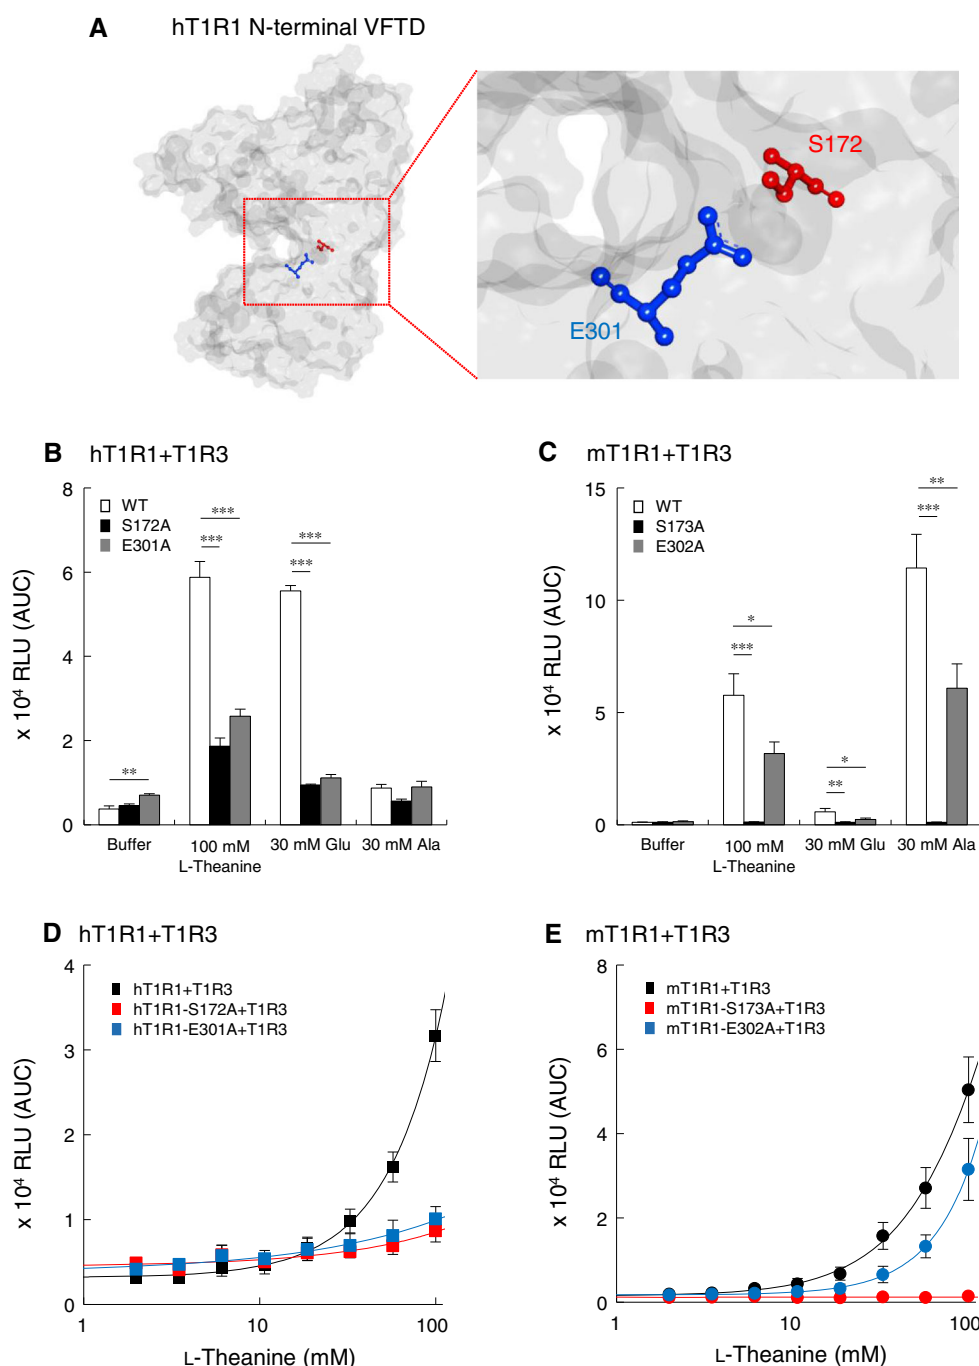 A hT1R1 N-terminal VFTD
S172
E301
B hT1R1+T1R3
x 10⁴ RLU (AUC)
8
6
4
2
0
WT
S172A
E301A
**
***
***
***
***
Buffer
100 mM
L-Theanine
30 mM Glu
30 mM Ala
C mT1R1+T1R3
x 10⁴ RLU (AUC)
15
10
5
0
WT
S173A
E302A
*
***
*
**
**
***
Buffer
100 mM
L-Theanine
30 mM Glu
30 mM Ala
D hT1R1+T1R3
x 10⁴ RLU (AUC)
4
3
2
1
0
hT1R1+T1R3
hT1R1-S172A+T1R3
hT1R1-E301A+T1R3
1 10 100
L-Theanine (mM)
E mT1R1+T1R3
x 10⁴ RLU (AUC)
8
6
4
2
0
mT1R1+T1R3
mT1R1-S173A+T1R3
mT1R1-E302A+T1R3
1 10 100
L-Theanine (mM)